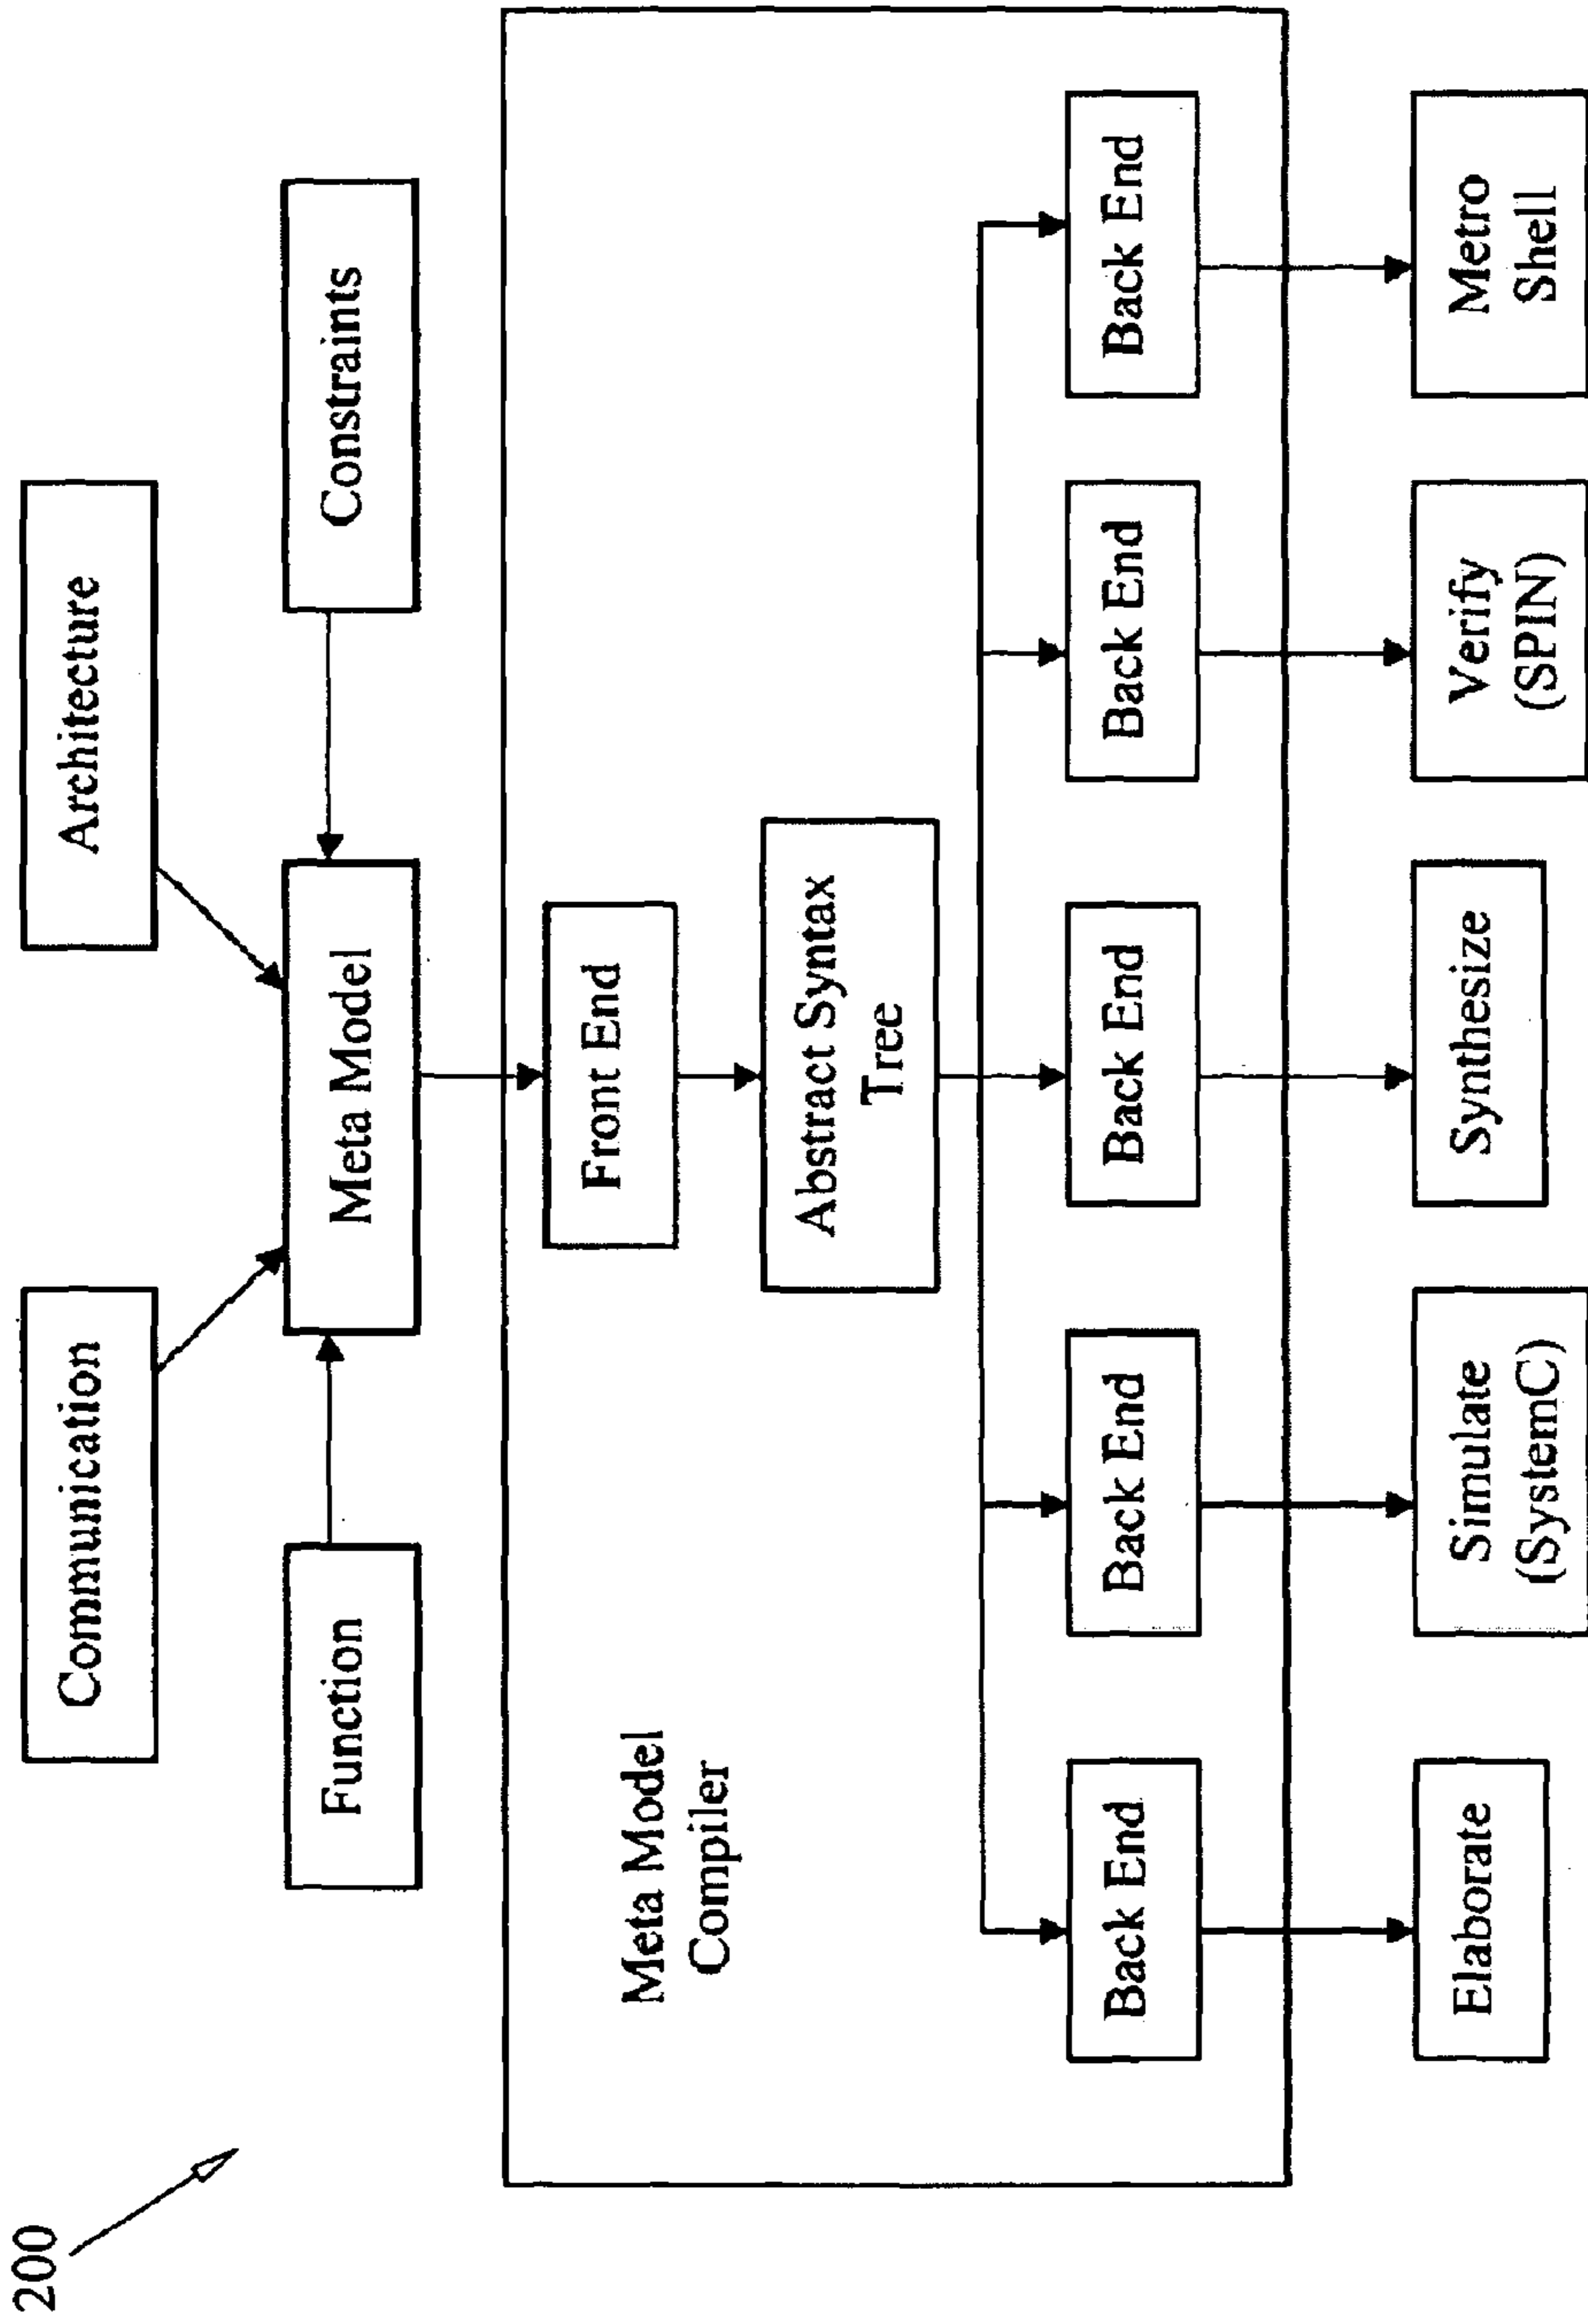 200
Communication
Architecture
Function
Meta Model
Constraints
Meta Model
Compiler
Front End
Abstract Syntax
Tree
Back End
Back End
Back End
Back End
Back End
Elaborate
Simulate
(SystemC)
Synthesize
Verify
(SPIN)
Metro
Shell